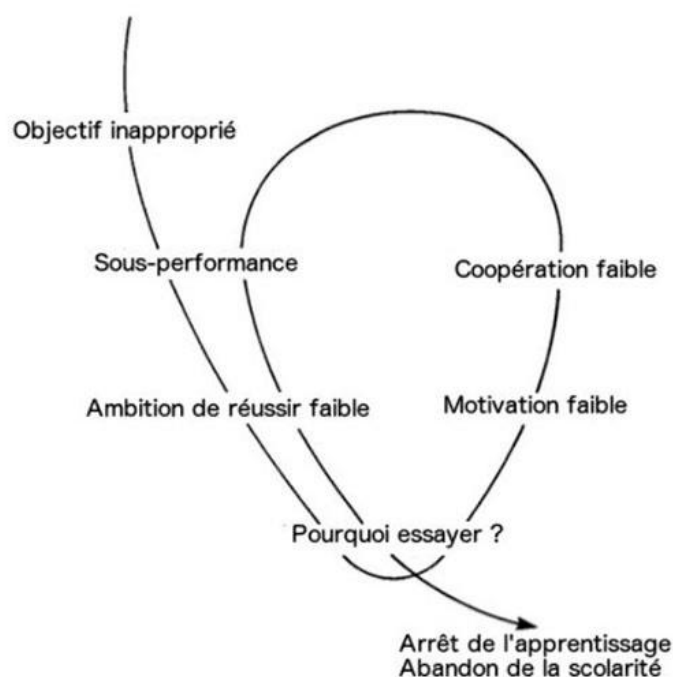 Objectif inapproprié
Sous-performance
Coopération faible
Ambition de réussir faible
Motivation faible
Pourquoi essayer ?
Arrêt de l'apprentissage
Abandon de la scolarité